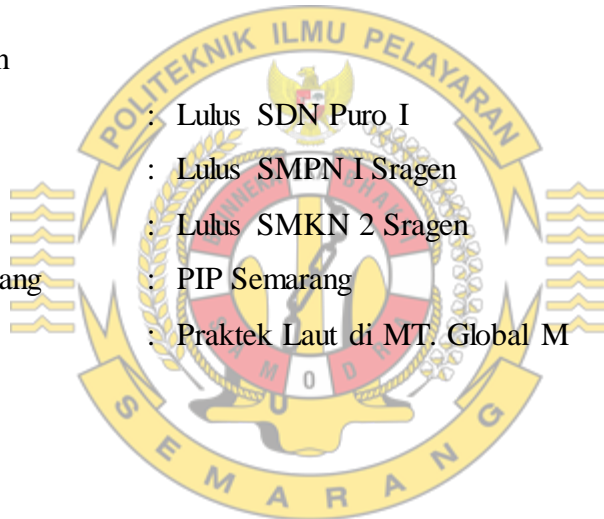 POLITEKNIK ILMU PELAYARAN
n
: Lulus SDN Puro I
: Lulus SMPN I Sragen
: Lulus SMKN 2 Sragen
ang : PIP Semarang
: Praktek Laut di MT. Global M
SAMODRA
SEMARANG